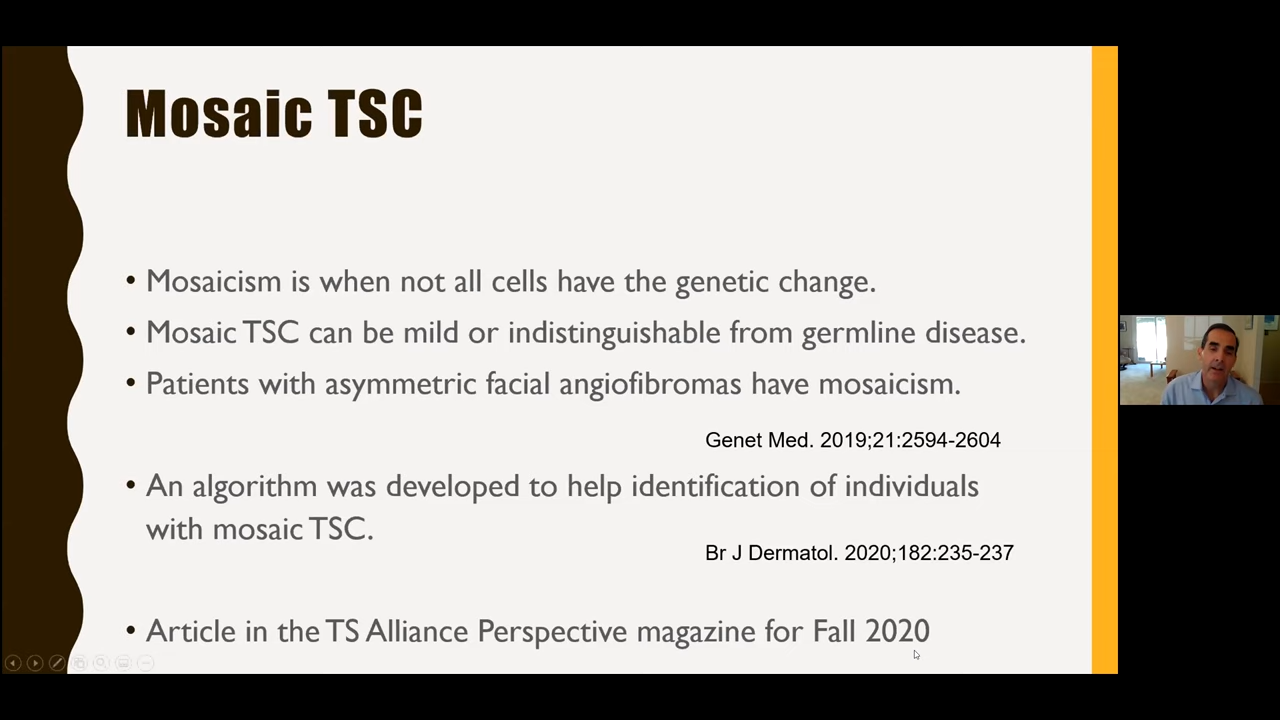 Mosaic TSC
• Mosaicism is when not all cells have the genetic change.
• Mosaic TSC can be mild or indistinguishable from germline disease.
• Patients with asymmetric facial angiofibromas have mosaicism.
Genet Med. 2019;21:2594-2604
• An algorithm was developed to help identification of individuals
with mosaic TSC.
Br J Dermatol. 2020;182:235-237
• Article in the TS Alliance Perspective magazine for Fall 2020